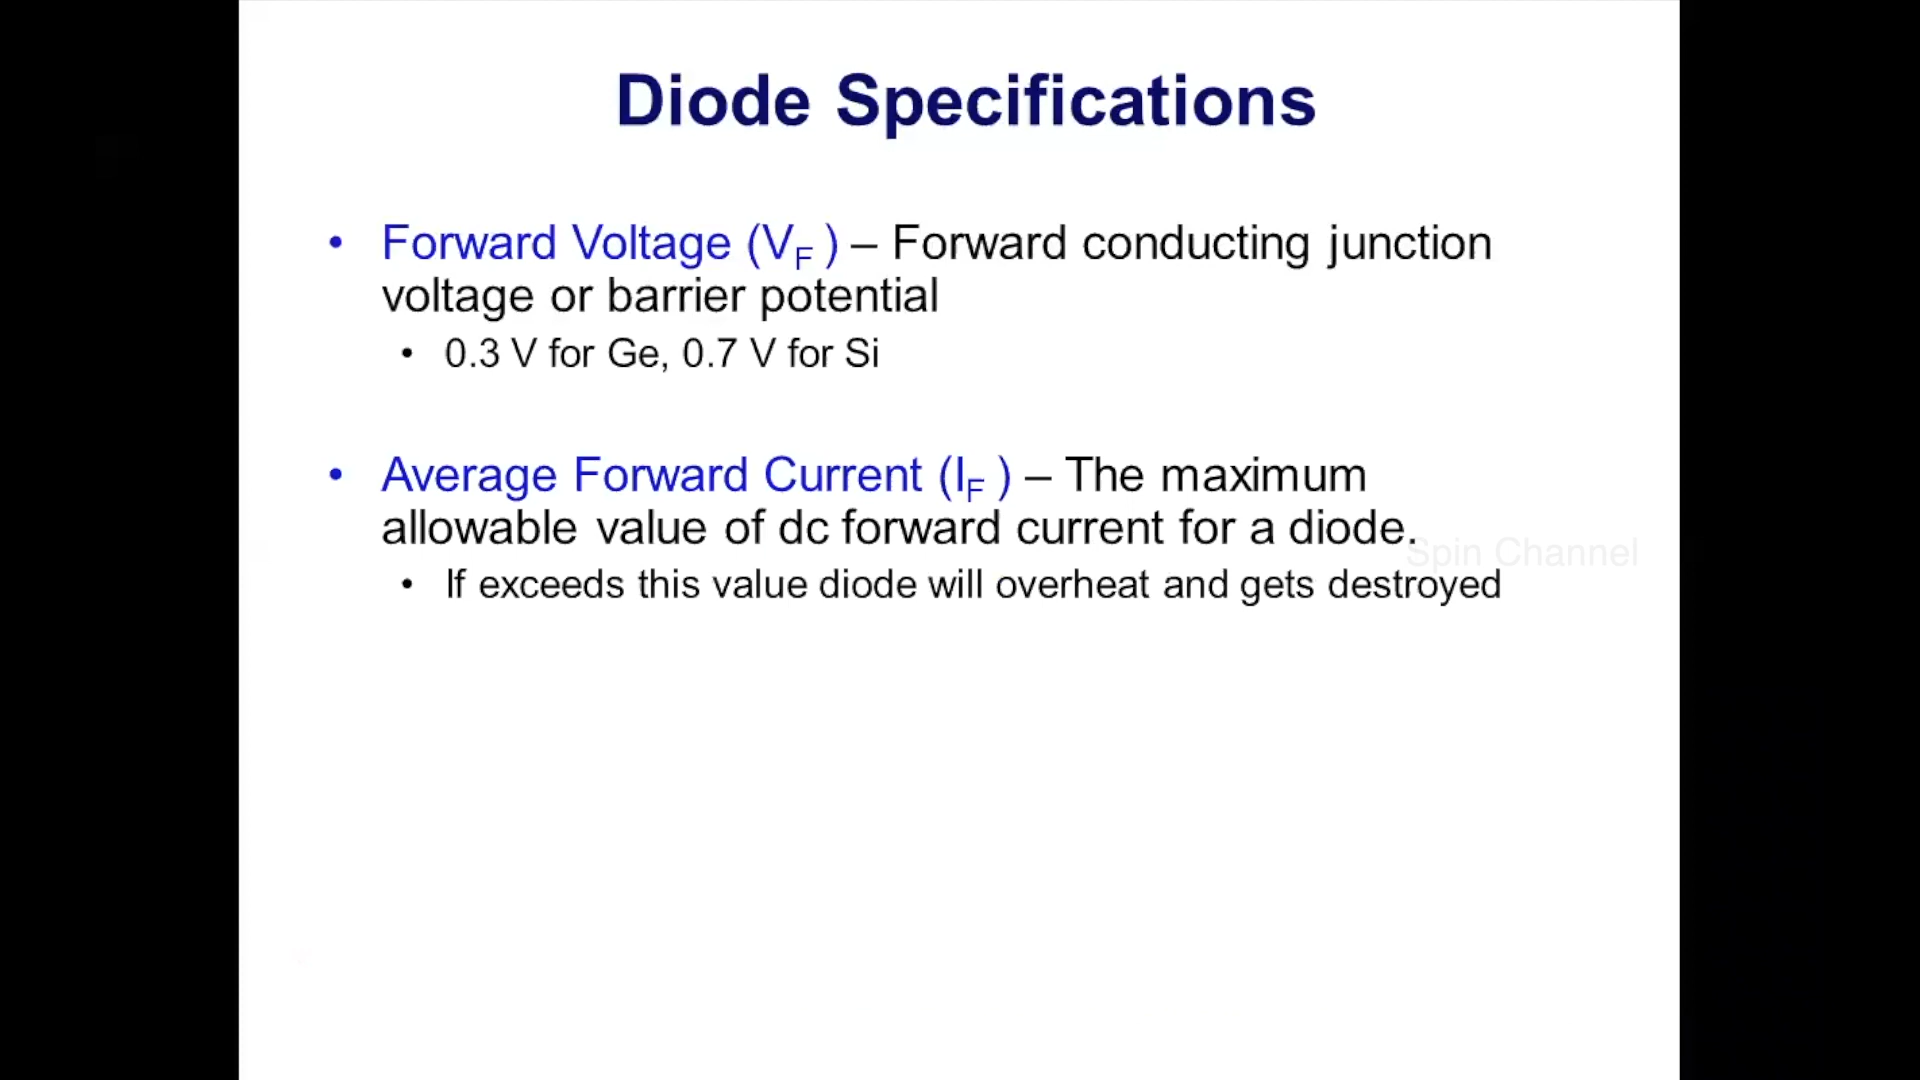 Diode Specifications
• Forward Voltage (V_F ) – Forward conducting junction
voltage or barrier potential
• 0.3 V for Ge, 0.7 V for Si
• Average Forward Current (I_F ) – The maximum
allowable value of dc forward current for a diode.
Spin Channel
• If exceeds this value diode will overheat and gets destroyed